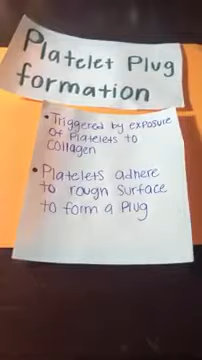 Platelet Plug
formation
• Triggered by exposure
of Platelets to
Collagen
• Platelets adhere
to rough surface
to form a Plug